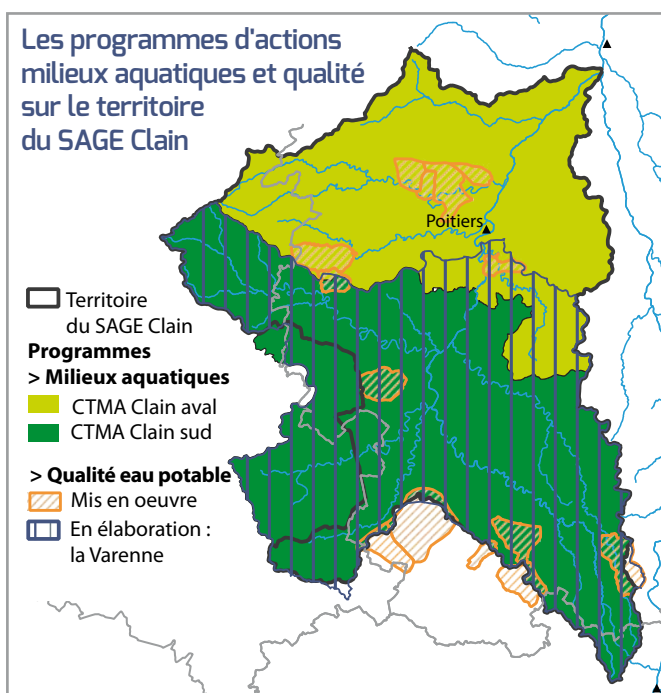 Les programmes d'actions
milieux aquatiques et qualité
sur le territoire
du SAGE Clain
Poitiers
Territoire
du SAGE Clain
Programmes
> Milieux aquatiques
CTMA Clain aval
CTMA Clain sud
> Qualité eau potable
Mis en oeuvre
En élaboration :
la Varenne